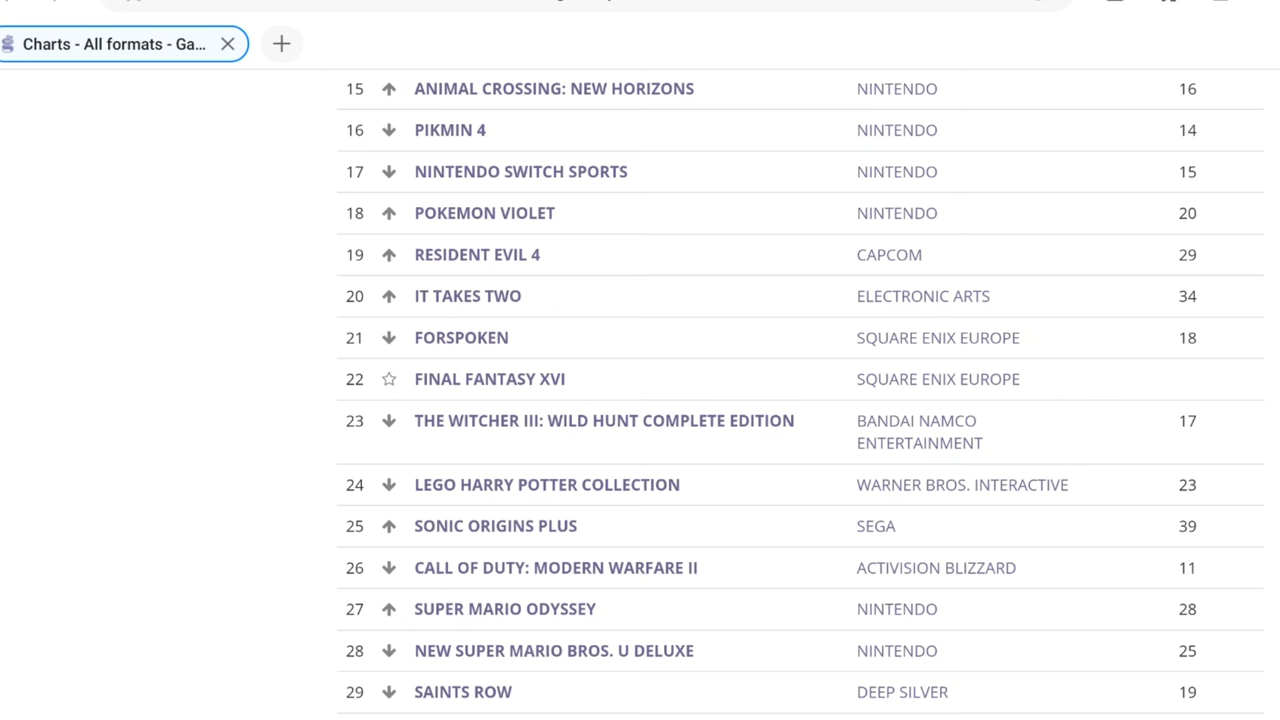 Charts - All formats - Ga...
15 ANIMAL CROSSING: NEW HORIZONS NINTENDO 16
16 PIKMIN 4 NINTENDO 14
17 NINTENDO SWITCH SPORTS NINTENDO 15
18 POKEMON VIOLET NINTENDO 20
19 RESIDENT EVIL 4 CAPCOM 29
20 IT TAKES TWO ELECTRONIC ARTS 34
21 FORSPOKEN SQUARE ENIX EUROPE 18
22 FINAL FANTASY XVI SQUARE ENIX EUROPE
23 THE WITCHER III: WILD HUNT COMPLETE EDITION BANDAI NAMCO 17
ENTERTAINMENT
24 LEGO HARRY POTTER COLLECTION WARNER BROS. INTERACTIVE 23
25 SONIC ORIGINS PLUS SEGA 39
26 CALL OF DUTY: MODERN WARFARE II ACTIVISION BLIZZARD 11
27 SUPER MARIO ODYSSEY NINTENDO 28
28 NEW SUPER MARIO BROS. U DELUXE NINTENDO 25
29 SAINTS ROW DEEP SILVER 19